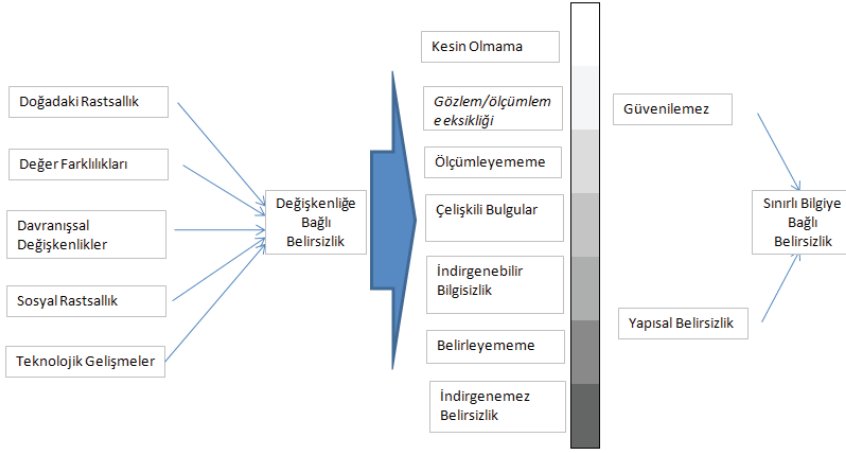 Doğadaki Rastsallık
Değer Farklılıkları
Davranışsal
Değişkenlikler
Sosyal Rastsallık
Teknolojik Gelişmeler
Değişkenliğe
Bağlı
Belirsizlik
Kesin Olmama
Gözlem/ölçümlem
e eksikliği
Ölçümleyememe
Çelişkili Bulgular
İndirgenebilir
Bilgisizlik
Belirleyememe
İndirgenemez
Belirsizlik
Güvenilemez
Yapısal Belirsizlik
Sınırlı Bilgiye
Bağlı
Belirsizlik